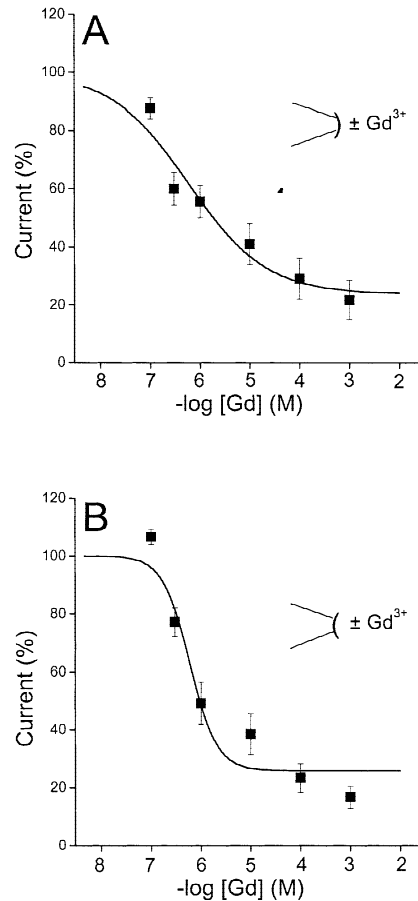 A
120
100
80
60
40
20
0
Current (%)
± Gd³⁺
8 7 6 5 4 3 2
-log [Gd] (M)
B
120
100
80
60
40
20
0
Current (%)
± Gd³⁺
8 7 6 5 4 3 2
-log [Gd] (M)